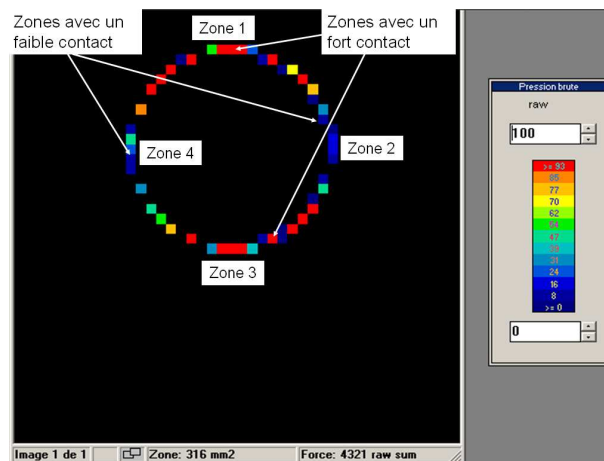 Zones avec un
faible contact
Zone 1
Zones avec un
fort contact
Zone 4
Zone 2
Zone 3
Pression brute
raw
100
>= 93
85
77
70
62
54
47
39
31
24
16
8
>= 0
0
Image 1 de 1
Zone: 316 mm2
Force: 4321 raw sum